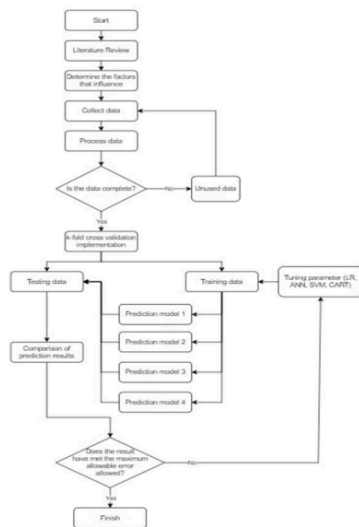 Start
Literature Review
Determine the factors
that influence
Collect data
Process data
Is the data complete?
No
Unused data
Yes
k-fold cross validation
implementation
Testing data
Training data
Tuning parameter (LR,
ANN, SVM, CART)
Prediction model 1
Prediction model 2
Prediction model 3
Prediction model 4
Comparison of
prediction results
Does the result
have met the maximum
allowable error
allowed?
No
Yes
Finish